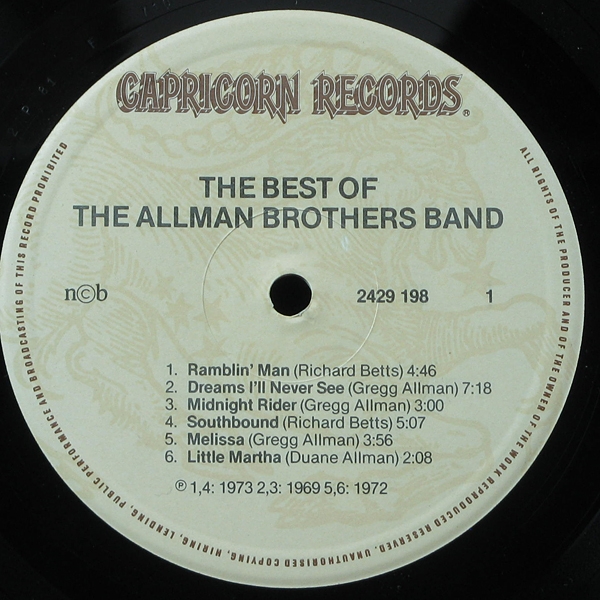 CAPRICORN RECORDS®
THE BEST OF
THE ALLMAN BROTHERS BAND
n©b
2429 198 1
1. Ramblin' Man (Richard Betts) 4:46
2. Dreams I'll Never See (Gregg Allman) 7:18
3. Midnight Rider (Gregg Allman) 3:00
4. Southbound (Richard Betts) 5:07
5. Melissa (Gregg Allman) 3:56
6. Little Martha (Duane Allman) 2:08
℗ 1,4: 1973 2,3: 1969 5,6: 1972
ALL RIGHTS OF THE PRODUCER AND OF THE OWNER OF THE WORK REPRODUCED RESERVED. UNAUTHORISED COPYING, HIRING, LENDING, PUBLIC PERFORMANCE AND BROADCASTING OF THIS RECORD PROHIBITED